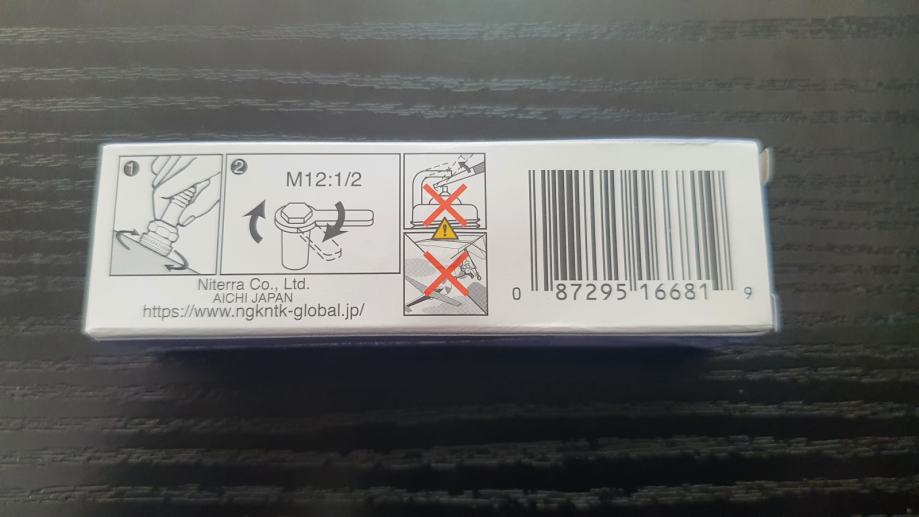 1
2
M12:1/2
Niterra Co., Ltd.
AICHI JAPAN
https://www.ngkntk-global.jp/
0 87295 16681 9